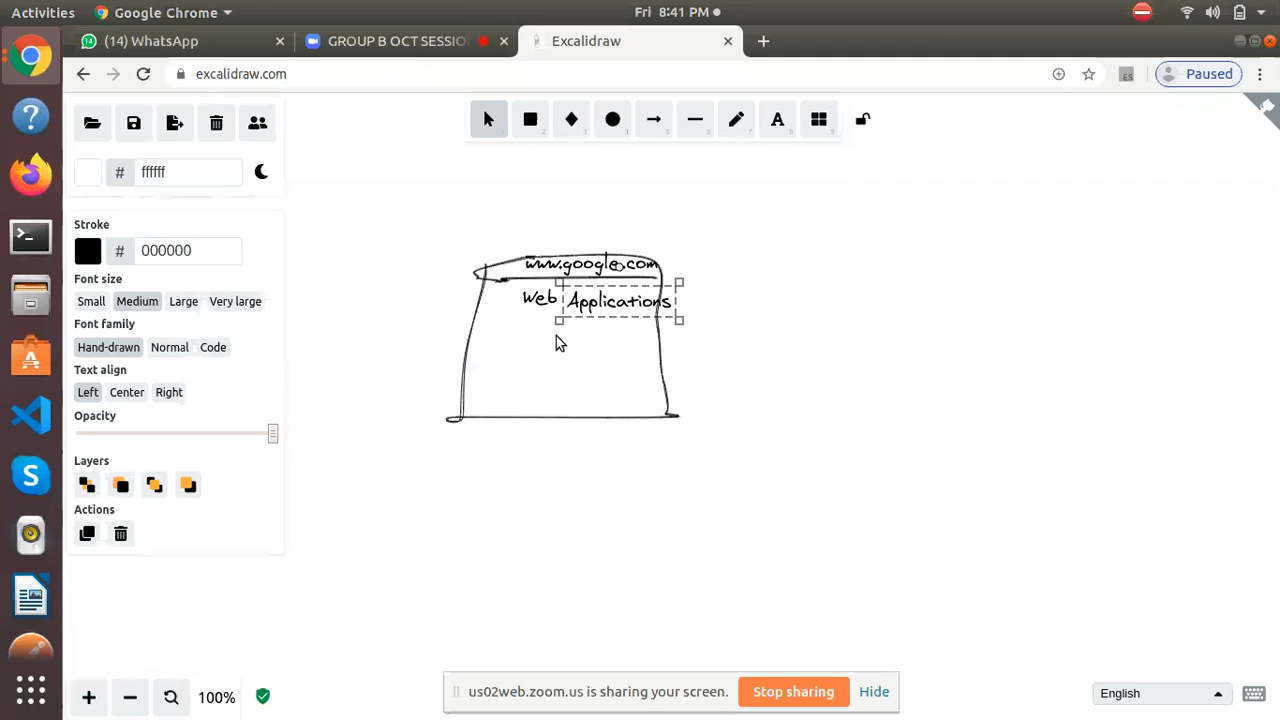 Activities
Google Chrome
Fri 8:41 PM
(14) WhatsApp
GROUP B OCT SESSION
Excalidraw
excalidraw.com
ES
Paused
# ffffff
Stroke
# 000000
Font size
Small Medium Large Very large
Font family
Hand-drawn Normal Code
Text align
Left Center Right
Opacity
Layers
Actions
A
www.google.com
Web Applications
100%
us02web.zoom.us is sharing your screen. Stop sharing Hide
English